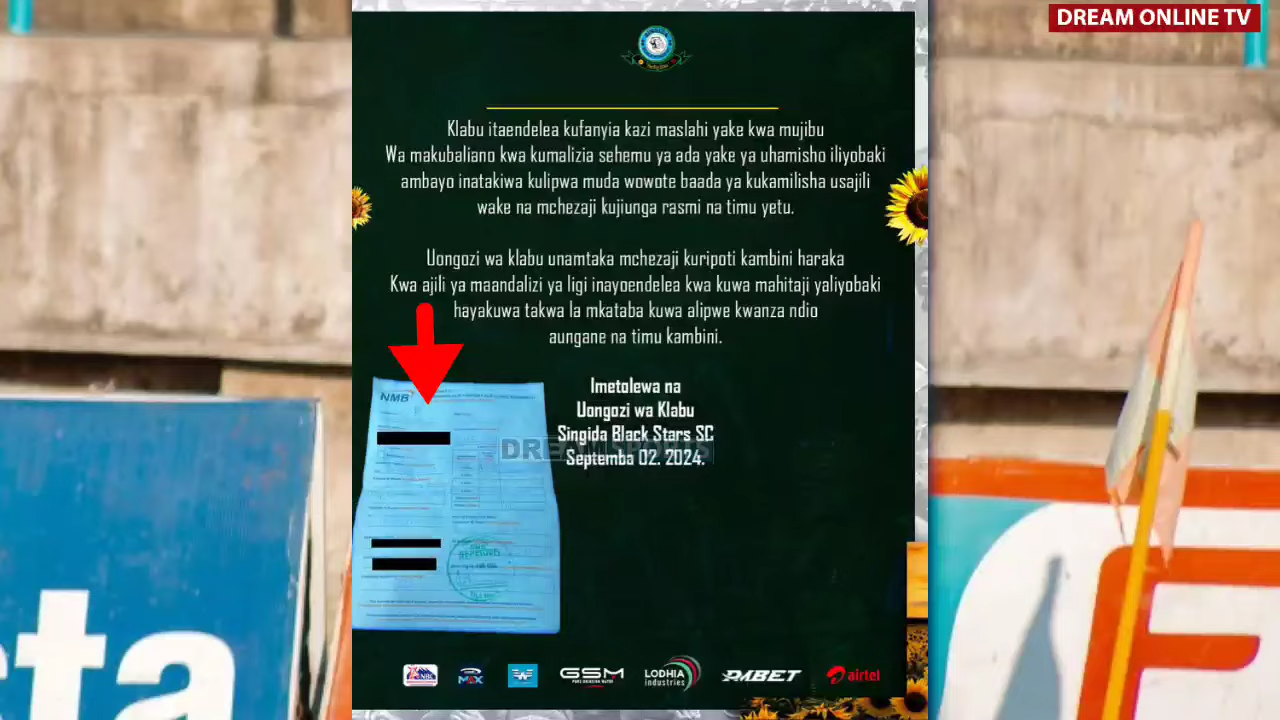 DREAM ONLINE TV
Klabu itaendelea kufanyia kazi maslahi yake kwa mujibu
Wa makubaliano kwa kumalizia sehemu ya ada yake ya uhamisho iliyobaki
ambayo inatakiwa kulipwa muda wowote baada ya kukamilisha usajili
wake na mchezaji kujiunga rasmi na timu yetu.
Uongozi wa klabu unamtaka mchezaji kuripoti kambini haraka
Kwa ajili ya maandalizi ya ligi inayoendelea kwa kuwa mahitaji yaliyobaki
hayakuwa takwa la mkataba kuwa alipwe kwanza ndio
aungane na timu kambini.
Imetolewa na
Uongozi wa Klabu
Singida Black Stars SC
Septemba 02. 2024.
DREAM SPORTS
NMB
NBC
GSM
LODHIA
industries
airtel
ta